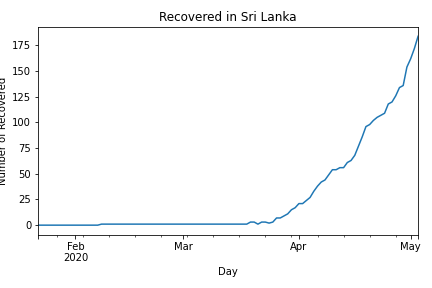 Recovered in Sri Lanka
Number of Recovered
175
150
125
100
75
50
25
0
Feb
2020
Mar
Apr
May
Day